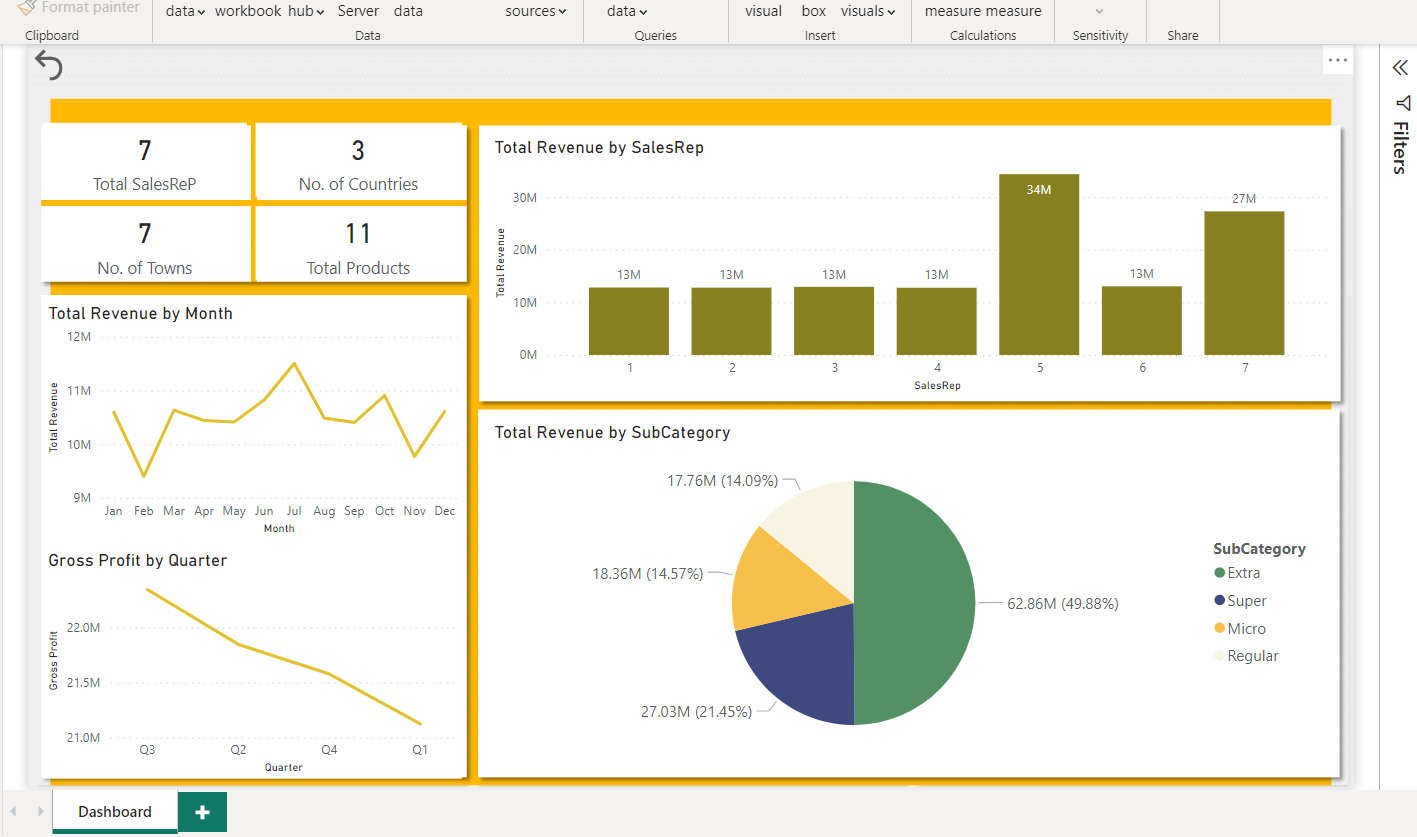 Format painter
data workbook hub Server data sources data visual box visuals measure measure
Clipboard Data Queries Insert Calculations Sensitivity Share
Filters
7
Total SalesReP
3
No. of Countries
7
No. of Towns
11
Total Products
Total Revenue by SalesRep
Total Revenue
30M
20M
10M
0M
13M 13M 13M 13M 34M 13M 27M
1 2 3 4 5 6 7
SalesRep
Total Revenue by Month
Total Revenue
12M
11M
10M
9M
Jan Feb Mar Apr May Jun Jul Aug Sep Oct Nov Dec
Month
Gross Profit by Quarter
Gross Profit
22.0M
21.5M
21.0M
Q3 Q2 Q4 Q1
Quarter
Total Revenue by SubCategory
17.76M (14.09%)
18.36M (14.57%)
62.86M (49.88%)
27.03M (21.45%)
SubCategory
Extra
Super
Micro
Regular
Dashboard